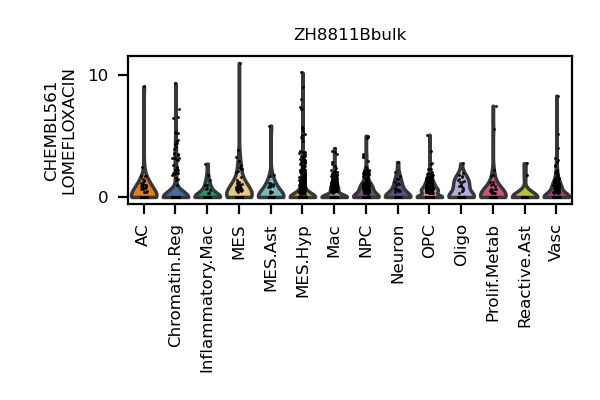 ZH8811Bbulk
CHEMBL561
LOMEFLOXACIN
10
0
AC
Chromatin.Reg
Inflammatory.Mac
MES
MES.Ast
MES.Hyp
Mac
NPC
Neuron
OPC
Oligo
Prolif.Metab
Reactive.Ast
Vasc